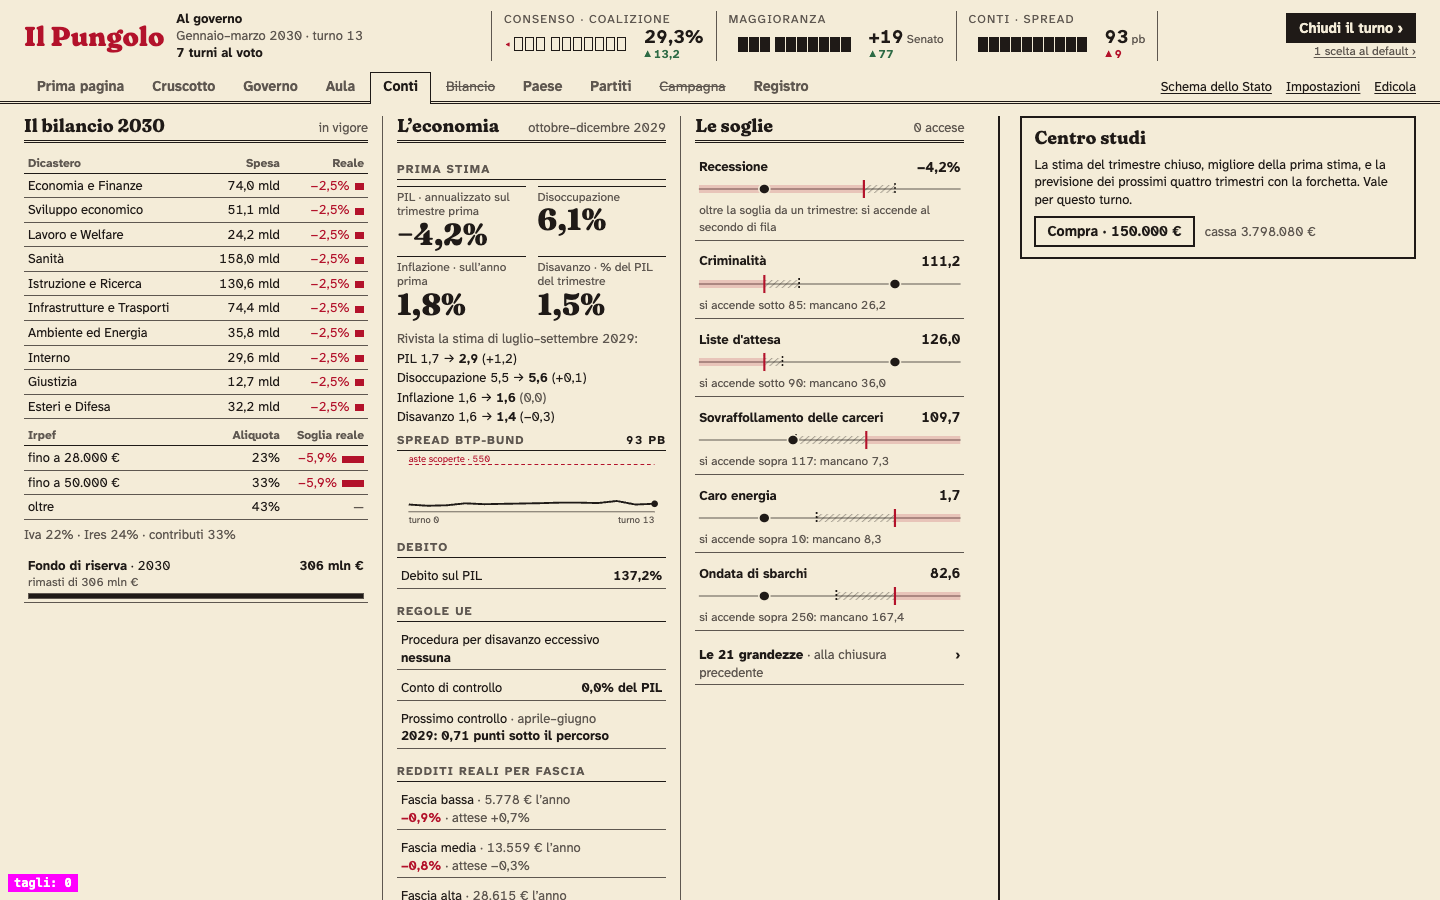 Il Pungolo
Al governo
Gennaio–marzo 2030 · turno 13
7 turni al voto
CONSENSO · COALIZIONE
29,3%
▲13,2
MAGGIORANZA
+19 Senato
▲77
CONTI · SPREAD
93 pb
▲9
Chiudi il turno ›
1 scelta al default ›
Prima pagina
Cruscotto
Governo
Aula
Conti
Bilancio
Paese
Partiti
Campagna
Registro
Schema dello Stato
Impostazioni
Edicola
Il bilancio 2030
in vigore
Dicastero Spesa Reale
Economia e Finanze 74,0 mld −2,5%
Sviluppo economico 51,1 mld −2,5%
Lavoro e Welfare 24,2 mld −2,5%
Sanità 158,0 mld −2,5%
Istruzione e Ricerca 130,6 mld −2,5%
Infrastrutture e Trasporti 74,4 mld −2,5%
Ambiente ed Energia 35,8 mld −2,5%
Interno 29,6 mld −2,5%
Giustizia 12,7 mld −2,5%
Esteri e Difesa 32,2 mld −2,5%
Irpef Aliquota Soglia reale
fino a 28.000 € 23% −5,9%
fino a 50.000 € 33% −5,9%
oltre 43% —
Iva 22% · Ires 24% · contributi 33%
Fondo di riserva · 2030 306 mln €
rimasti di 306 mln €
L’economia
ottobre–dicembre 2029
PRIMA STIMA
PIL · annualizzato sul
trimestre prima
−4,2%
Disoccupazione
6,1%
Inflazione · sull’anno
prima
1,8%
Disavanzo · % del PIL
del trimestre
1,5%
Rivista la stima di luglio–settembre 2029:
PIL 1,7 → 2,9 (+1,2)
Disoccupazione 5,5 → 5,6 (+0,1)
Inflazione 1,6 → 1,6 (0,0)
Disavanzo 1,6 → 1,4 (−0,3)
SPREAD BTP-BUND 93 PB
aste scoperte · 550
turno 0 turno 13
DEBITO
Debito sul PIL 137,2%
REGOLE UE
Procedura per disavanzo eccessivo
nessuna
Conto di controllo 0,0% del PIL
Prossimo controllo · aprile–giugno
2029: 0,71 punti sotto il percorso
REDDITI REALI PER FASCIA
Fascia bassa · 5.778 € l’anno
−0,9% · attese +0,7%
Fascia media · 13.559 € l’anno
−0,8% · attese −0,3%
Fascia alta · 28.615 € l’anno
Le soglie
0 accese
Recessione −4,2%
oltre la soglia da un trimestre: si accende al
secondo di fila
Criminalità 111,2
si accende sotto 85: mancano 26,2
Liste d'attesa 126,0
si accende sotto 90: mancano 36,0
Sovraffollamento delle carceri 109,7
si accende sopra 117: mancano 7,3
Caro energia 1,7
si accende sopra 10: mancano 8,3
Ondata di sbarchi 82,6
si accende sopra 250: mancano 167,4
Le 21 grandezze · alla chiusura ›
precedente
Centro studi
La stima del trimestre chiuso, migliore della prima stima, e la
previsione dei prossimi quattro trimestri con la forchetta. Vale
per questo turno.
Compra · 150.000 €
cassa 3.798.080 €
tagli: 0